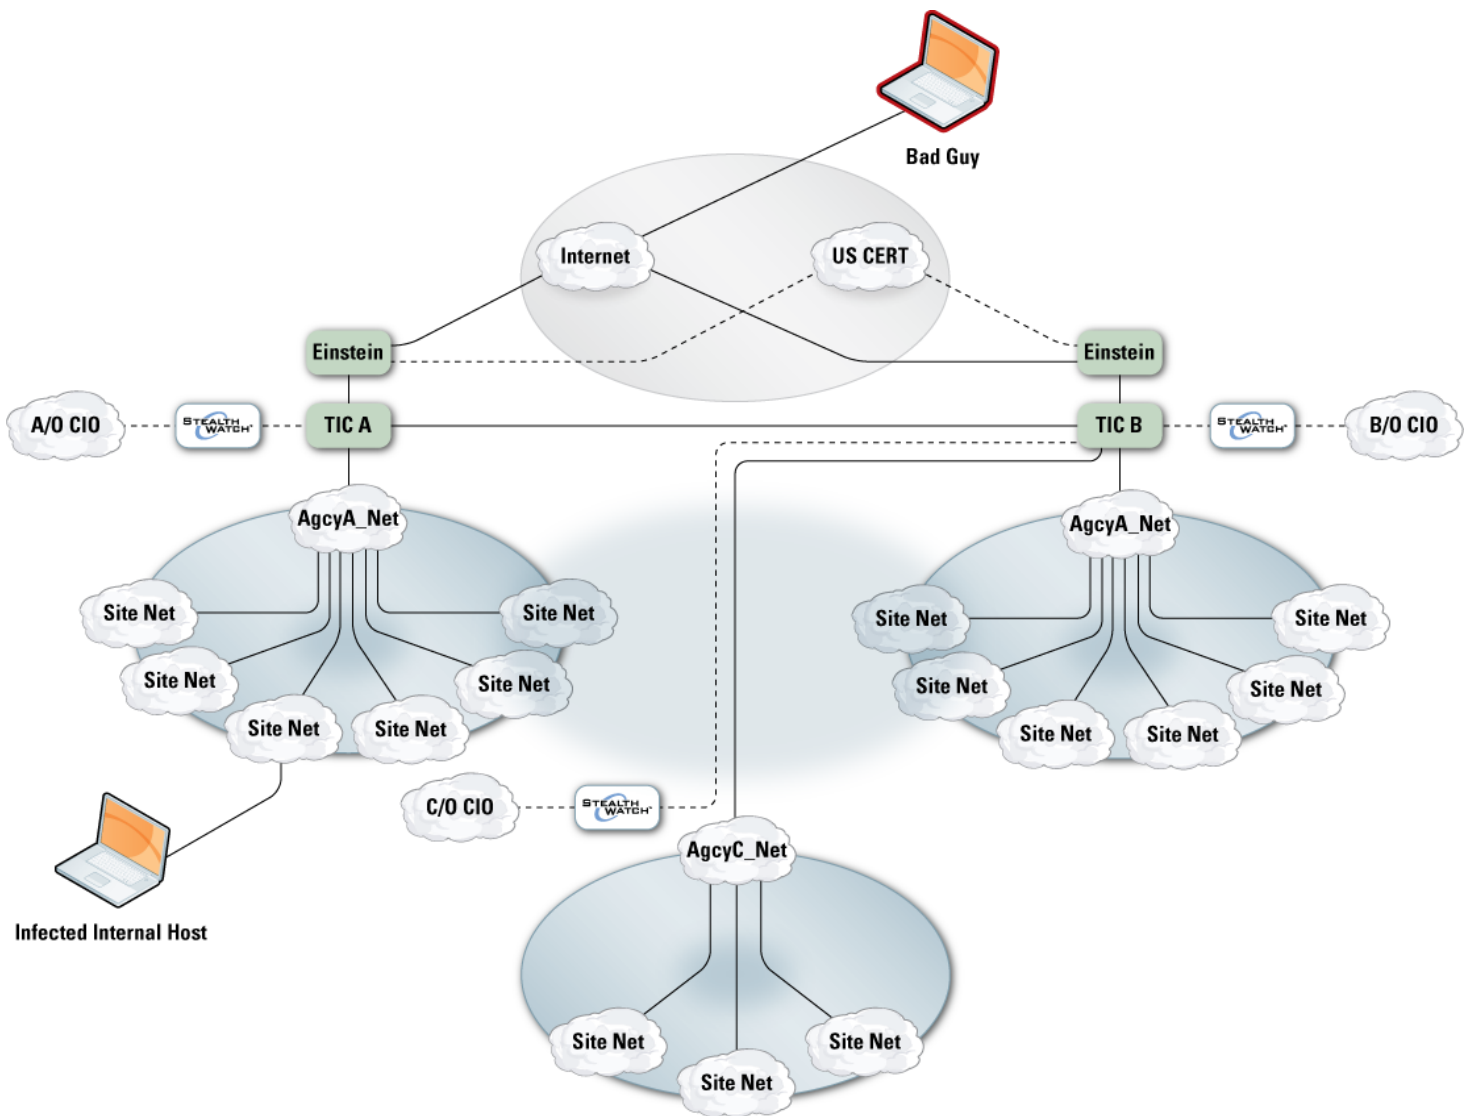 Bad Guy
Internet
US CERT
Einstein
Einstein
A/O CIO
STEALTH
WATCH
TIC A
TIC B
STEALTH
WATCH
B/O CIO
AgcyA_Net
AgcyA_Net
Site Net
Site Net
Site Net
Site Net
Site Net
Site Net
Site Net
Site Net
Site Net
Site Net
Site Net
Site Net
C/O CIO
STEALTH
WATCH
AgcyC_Net
Infected Internal Host
Site Net
Site Net
Site Net